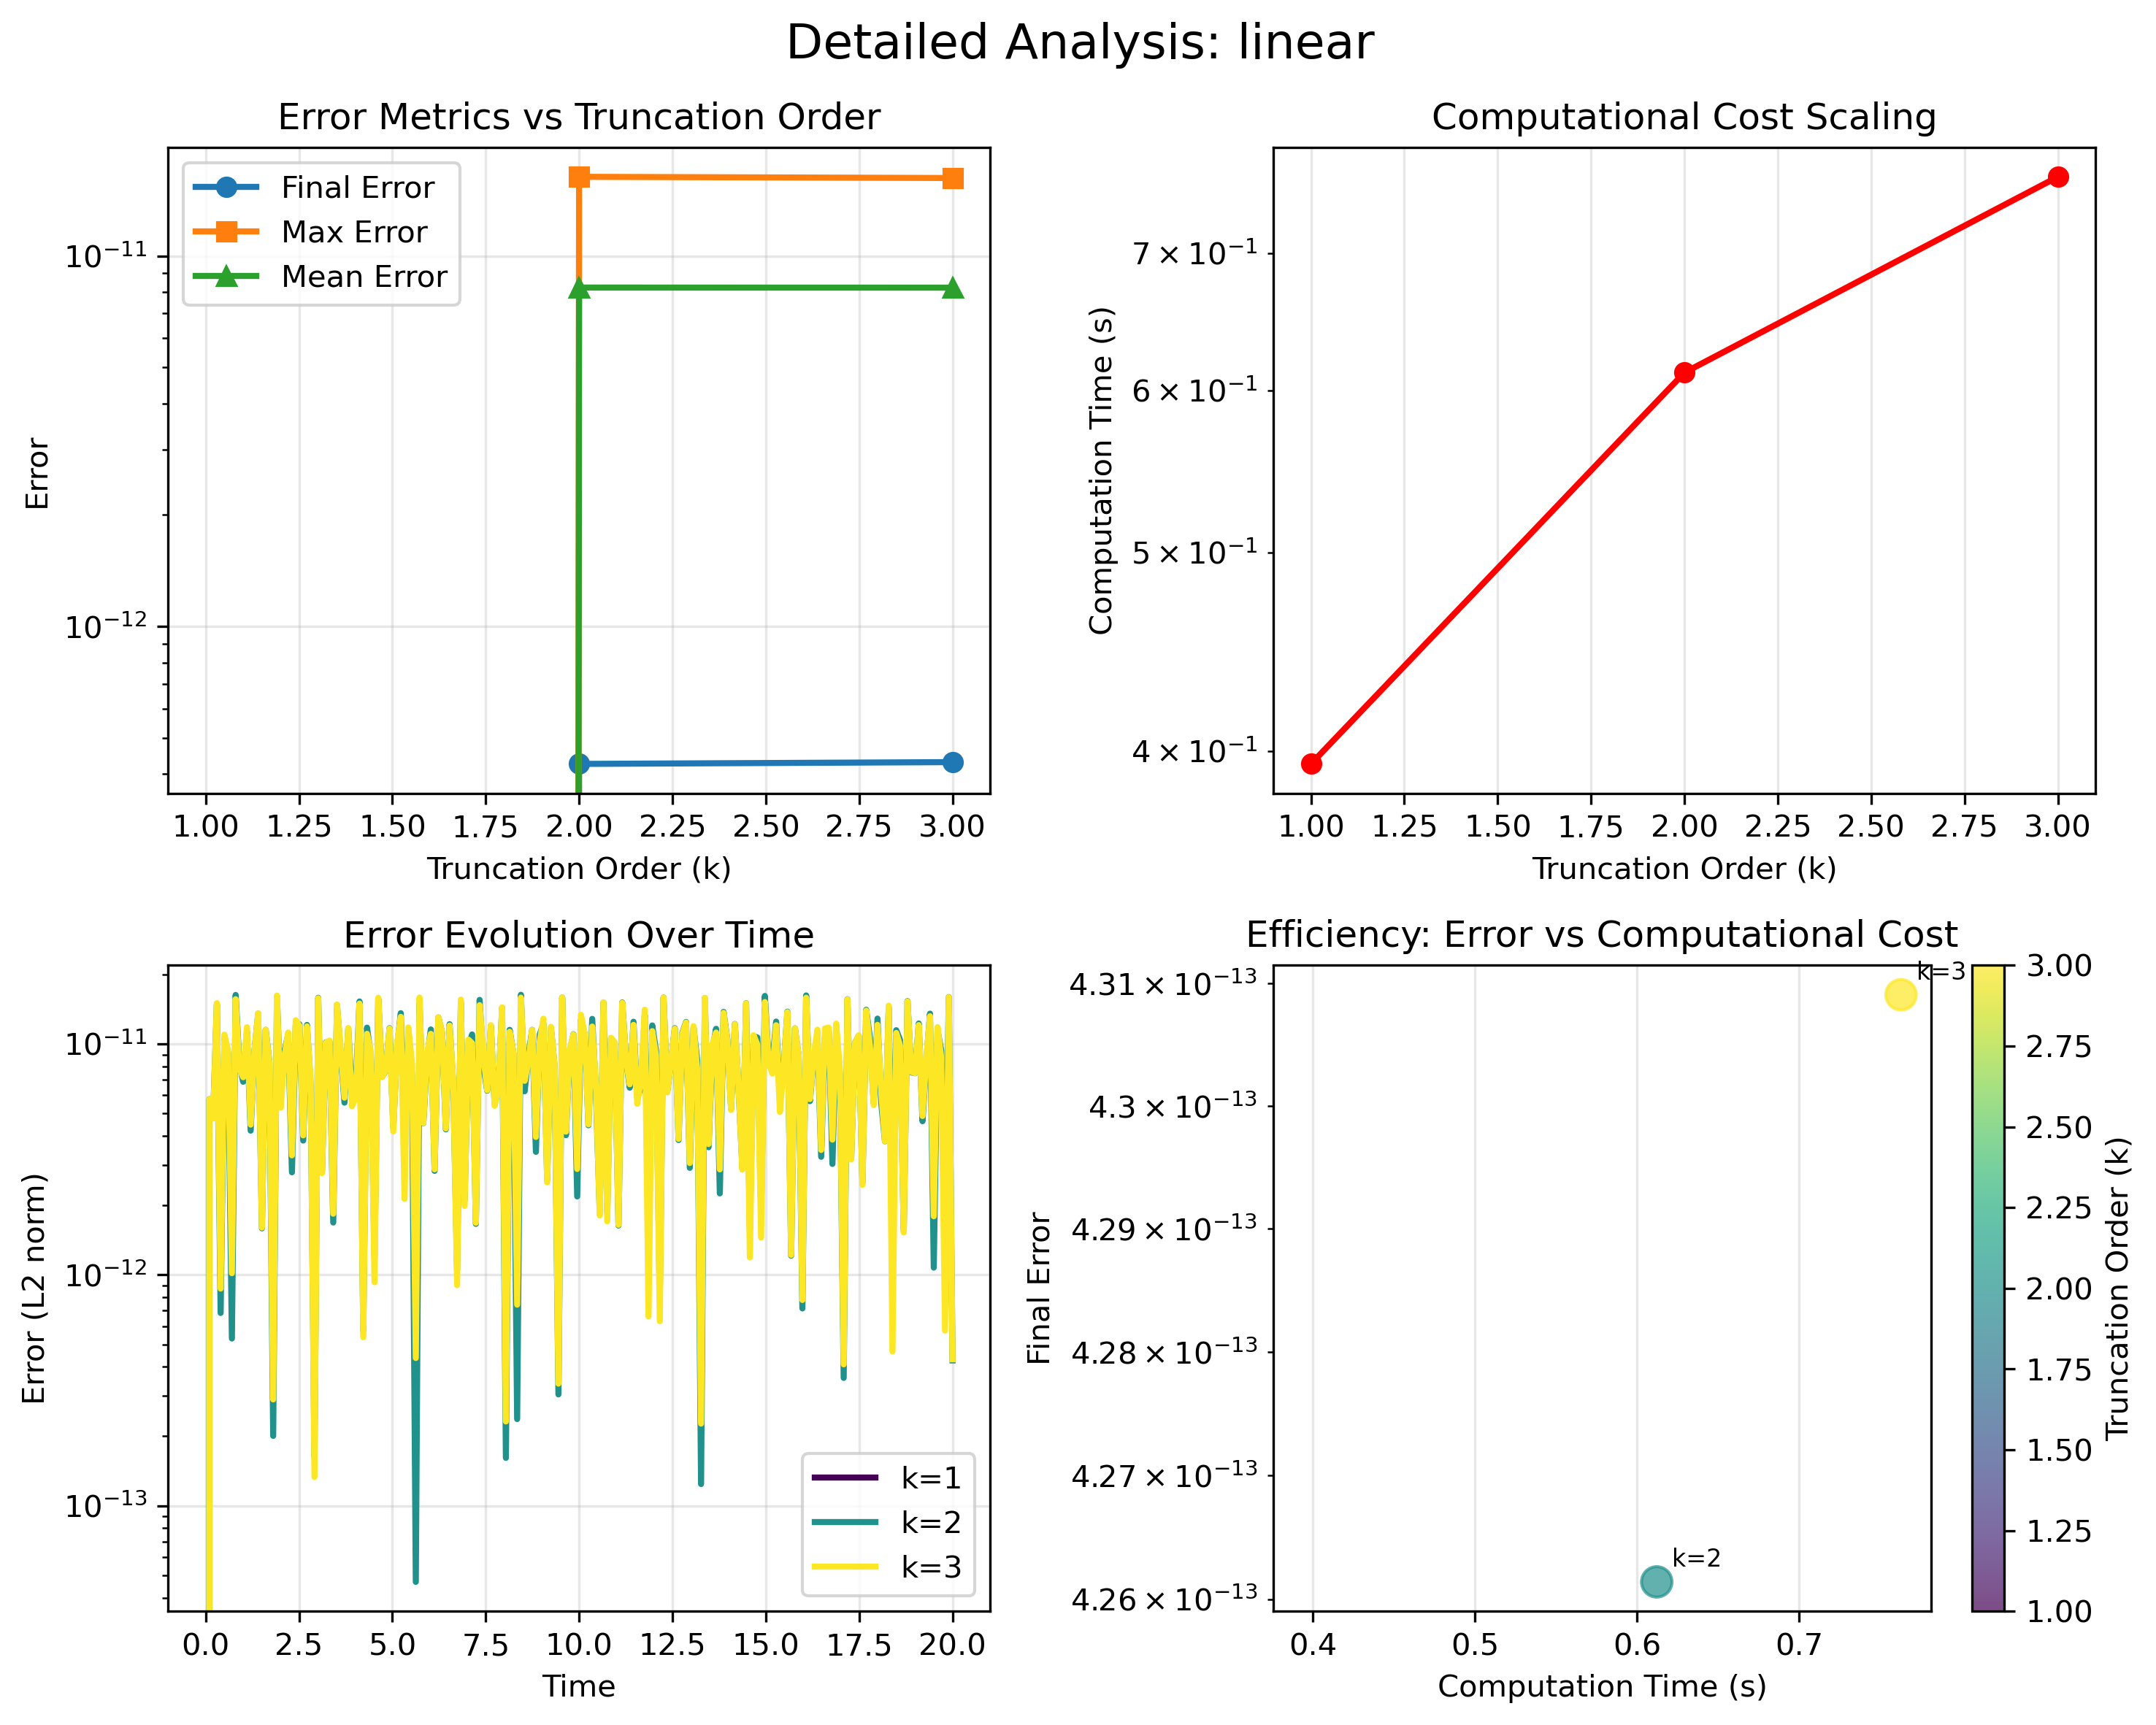 Detailed Analysis: linear
Error Metrics vs Truncation Order
Final Error
Max Error
Mean Error
10⁻¹¹
10⁻¹²
Error
1.00 1.25 1.50 1.75 2.00 2.25 2.50 2.75 3.00
Truncation Order (k)
Computational Cost Scaling
7 × 10⁻¹
6 × 10⁻¹
5 × 10⁻¹
4 × 10⁻¹
Computation Time (s)
1.00 1.25 1.50 1.75 2.00 2.25 2.50 2.75 3.00
Truncation Order (k)
Error Evolution Over Time
10⁻¹¹
10⁻¹²
10⁻¹³
Error (L2 norm)
k=1
k=2
k=3
0.0 2.5 5.0 7.5 10.0 12.5 15.0 17.5 20.0
Time
Efficiency: Error vs Computational Cost
4.31 × 10⁻¹³
4.3 × 10⁻¹³
4.29 × 10⁻¹³
4.28 × 10⁻¹³
4.27 × 10⁻¹³
4.26 × 10⁻¹³
Final Error
k=3
k=2
0.4 0.5 0.6 0.7
Computation Time (s)
3.00
2.75
2.50
2.25
2.00
1.75
1.50
1.25
1.00
Truncation Order (k)